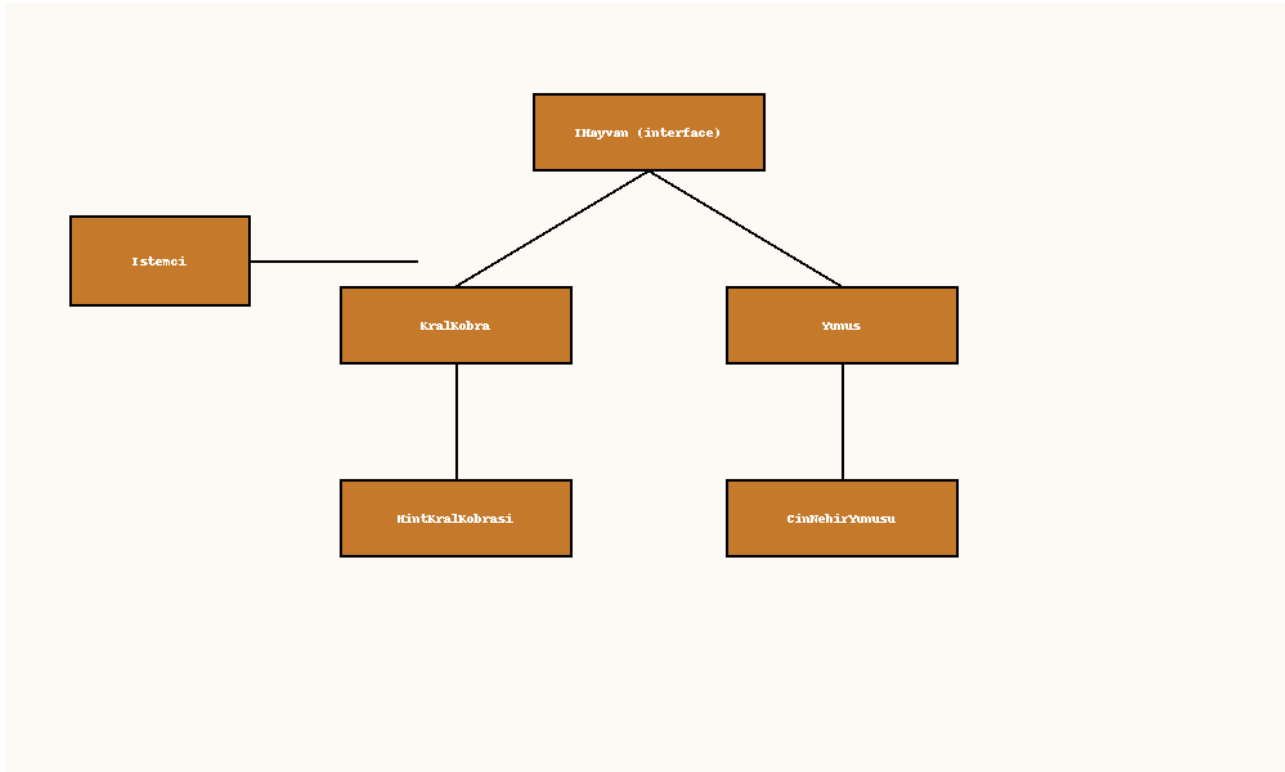 IHayvan (interface)
Istemci
KralKobra
Yunus
HintKralKobrasi
CinNehirYunusu